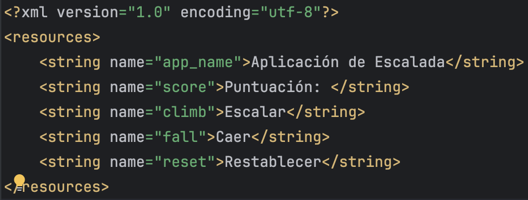 <?xml version="1.0" encoding="utf-8"?>
<resources>
    <string name="app_name">Aplicación de Escalada</string>
    <string name="score">Puntuación: </string>
    <string name="climb">Escalar</string>
    <string name="fall">Caer</string>
    <string name="reset">Restablecer</string>
</resources>